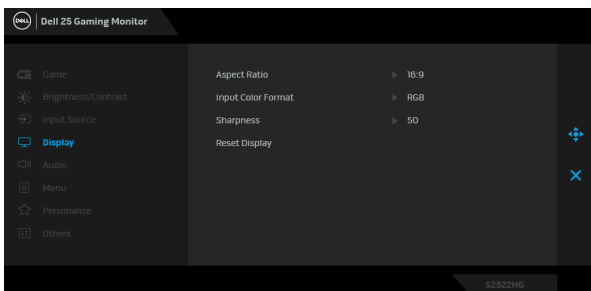 DELL Dell 25 Gaming Monitor
Game
Brightness/Contrast
Input Source
Display
Audio
Menu
Personalize
Others
Aspect Ratio 16:9
Input Color Format RGB
Sharpness 50
Reset Display
S2522HG